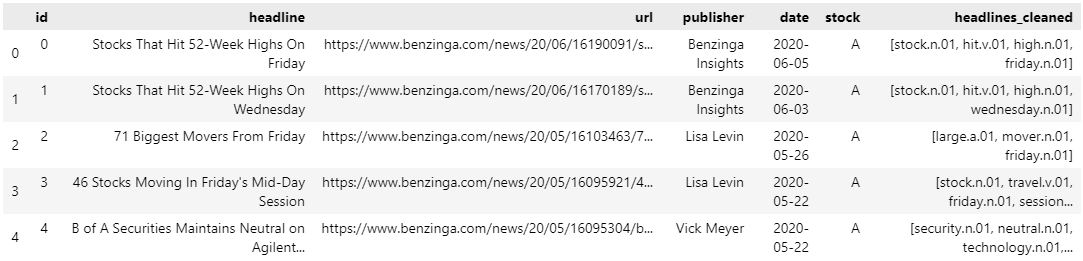 id headline url publisher date stock headlines_cleaned
0 0 Stocks That Hit 52-Week Highs On Friday https://www.benzinga.com/news/20/06/16190091/s... Benzinga Insights 2020-06-05 A [stock.n.01, hit.v.01, high.n.01, friday.n.01]
1 1 Stocks That Hit 52-Week Highs On Wednesday https://www.benzinga.com/news/20/06/16170189/s... Benzinga Insights 2020-06-03 A [stock.n.01, hit.v.01, high.n.01, wednesday.n.01]
2 2 71 Biggest Movers From Friday https://www.benzinga.com/news/20/05/16103463/7... Lisa Levin 2020-05-26 A [large.a.01, mover.n.01, friday.n.01]
3 3 46 Stocks Moving In Friday's Mid-Day Session https://www.benzinga.com/news/20/05/16095921/4... Lisa Levin 2020-05-22 A [stock.n.01, travel.v.01, friday.n.01, session...
4 4 B of A Securities Maintains Neutral on Agilent... https://www.benzinga.com/news/20/05/16095304/b... Vick Meyer 2020-05-22 A [security.n.01, neutral.n.01, technology.n.01,...